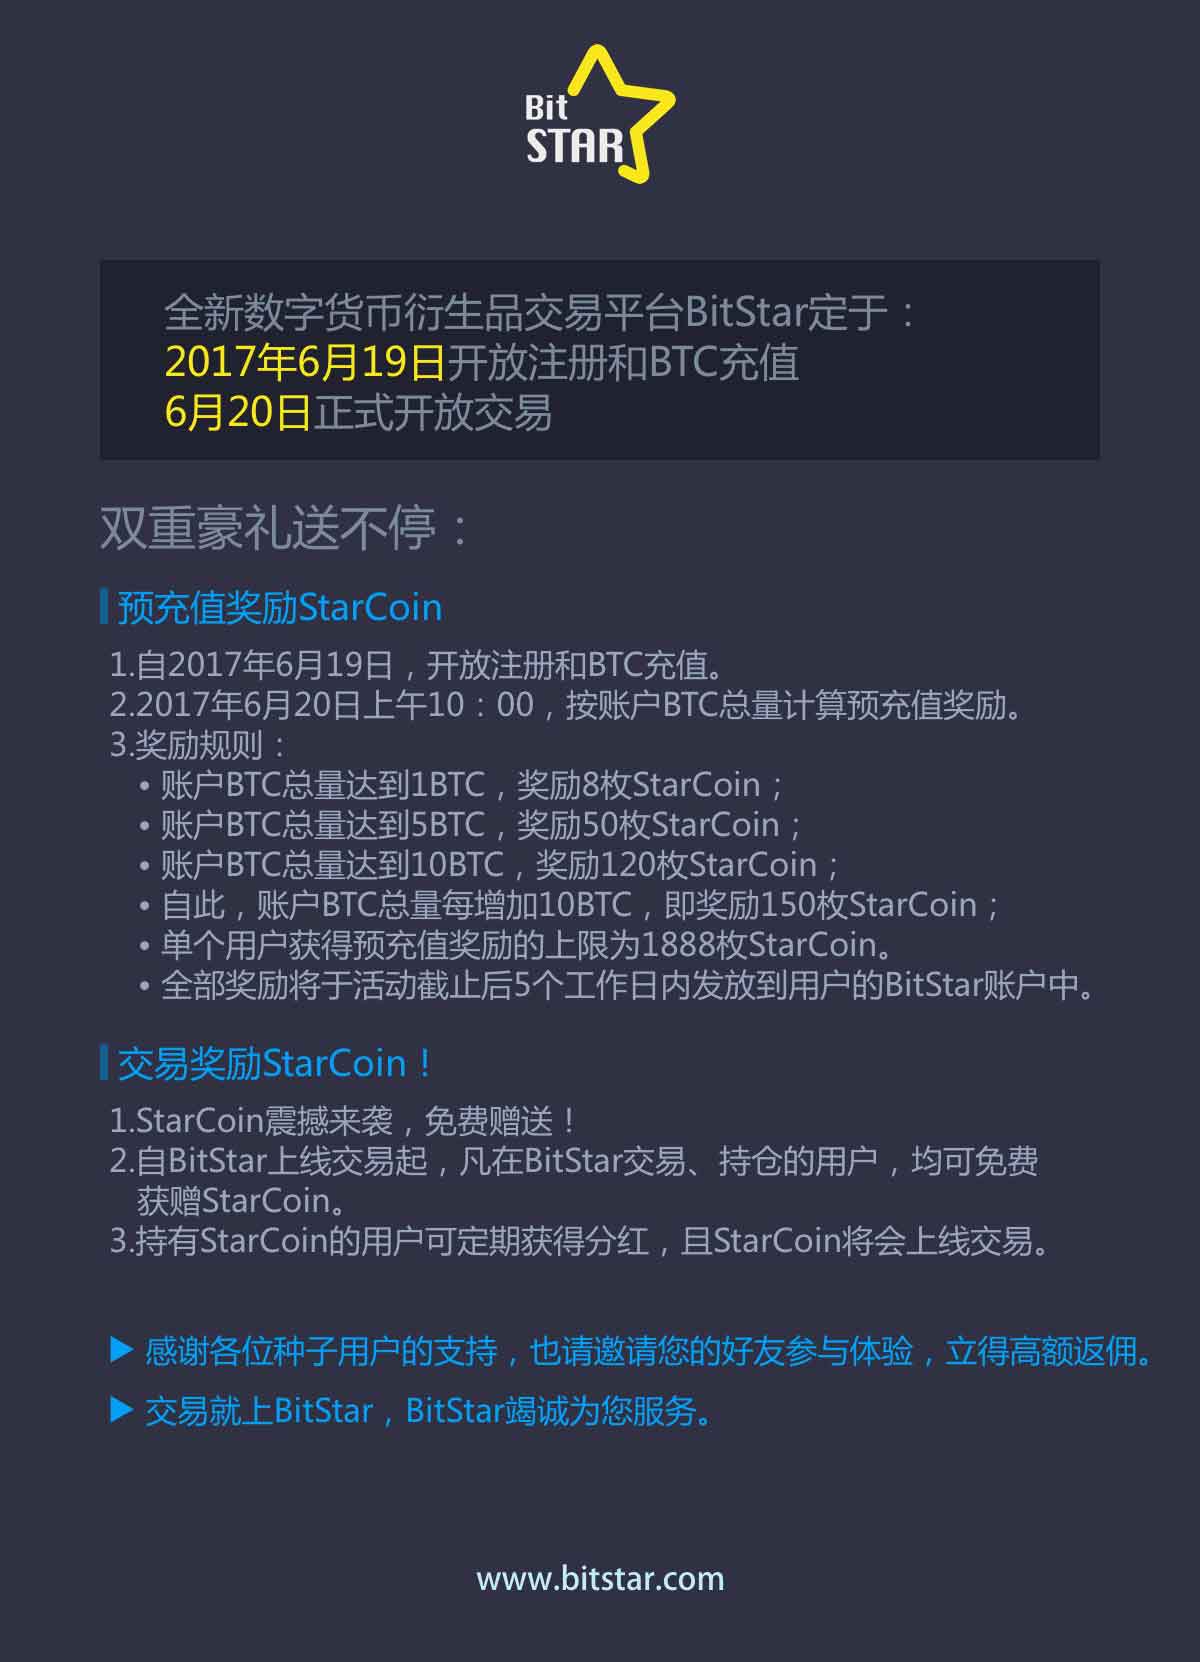 Bit
STAR
全新数字货币衍生品交易平台BitStar定于：
2017年6月19日开放注册和BTC充值
6月20日正式开放交易
双重豪礼送不停：
预充值奖励StarCoin
1.自2017年6月19日，开放注册和BTC充值。
2.2017年6月20日上午10：00，按账户BTC总量计算预充值奖励。
3.奖励规则：
• 账户BTC总量达到1BTC，奖励8枚StarCoin；
• 账户BTC总量达到5BTC，奖励50枚StarCoin；
• 账户BTC总量达到10BTC，奖励120枚StarCoin；
• 自此，账户BTC总量每增加10BTC，即奖励150枚StarCoin；
• 单个用户获得预充值奖励的上限为1888枚StarCoin。
• 全部奖励将于活动截止后5个工作日内发放到用户的BitStar账户中。
交易奖励StarCoin！
1.StarCoin震撼来袭，免费赠送！
2.自BitStar上线交易起，凡在BitStar交易、持仓的用户，均可免费
获赠StarCoin。
3.持有StarCoin的用户可定期获得分红，且StarCoin将会上线交易。
▶ 感谢各位种子用户的支持，也请邀请您的好友参与体验，立得高额返佣。
▶ 交易就上BitStar，BitStar竭诚为您服务。
www.bitstar.com